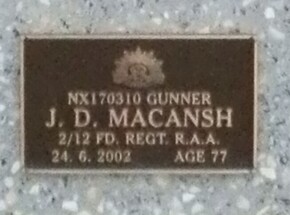 NX170310 GUNNER
J. D. MACANSH
2/12 FD. REGT. R.A.A.
24. 6. 2002 AGE 77